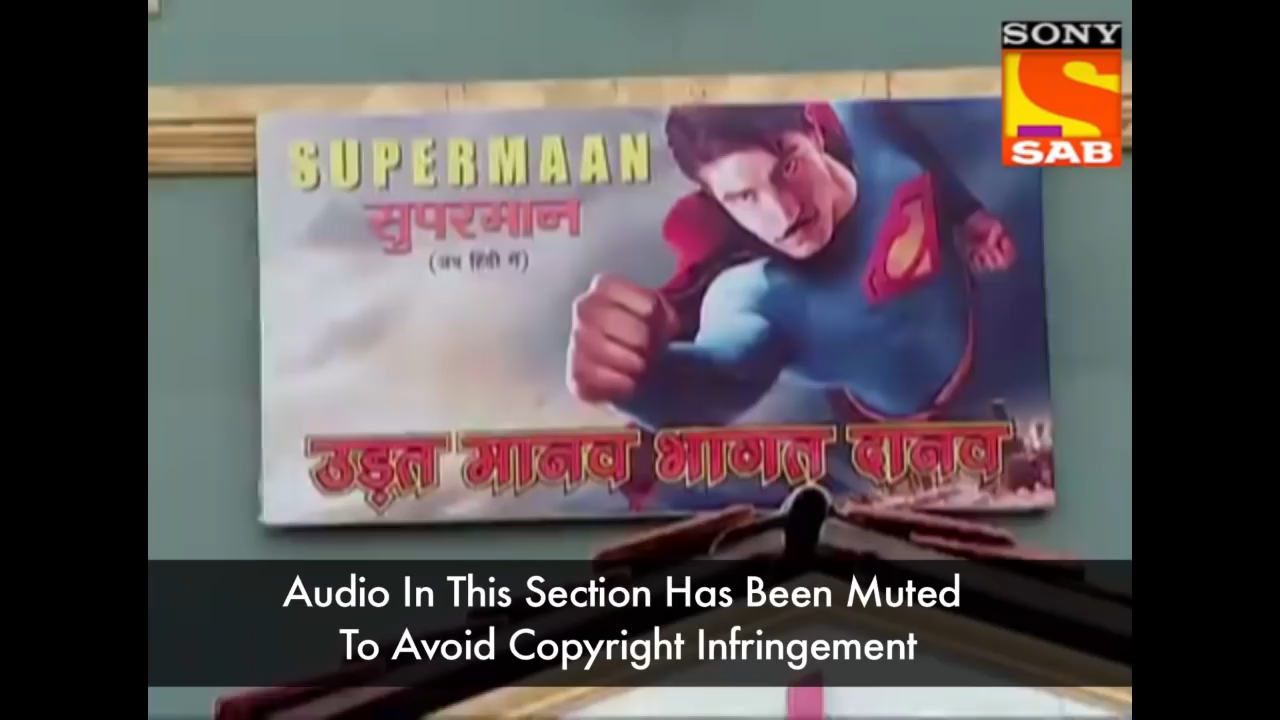 SONY
SAB
SUPERMAAN
सुपरमान
(अब हिंदी में)
उड़त मानव भागत दानव
Audio In This Section Has Been Muted
To Avoid Copyright Infringement